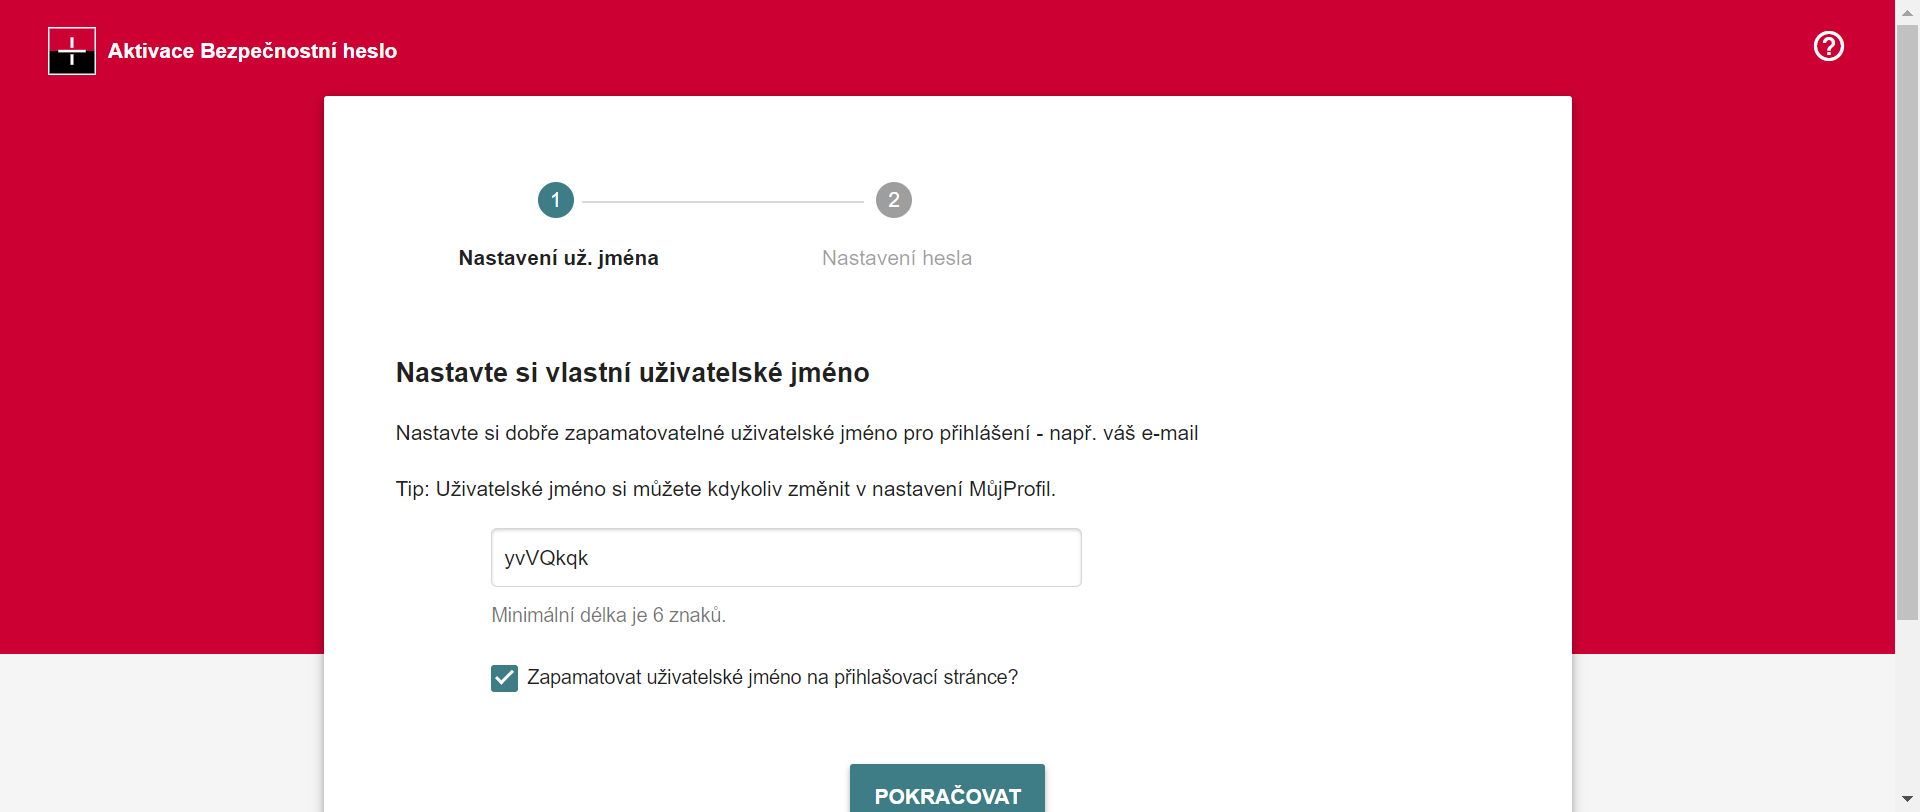 Aktivace Bezpečnostní heslo
1
2
Nastavení už. jména
Nastavení hesla
Nastavte si vlastní uživatelské jméno
Nastavte si dobře zapamatovatelné uživatelské jméno pro přihlášení - např. váš e-mail
Tip: Uživatelské jméno si můžete kdykoliv změnit v nastavení MůjProfil.
yvVQkqk
Minimální délka je 6 znaků.
Zapamatovat uživatelské jméno na přihlašovací stránce?
POKRAČOVAT